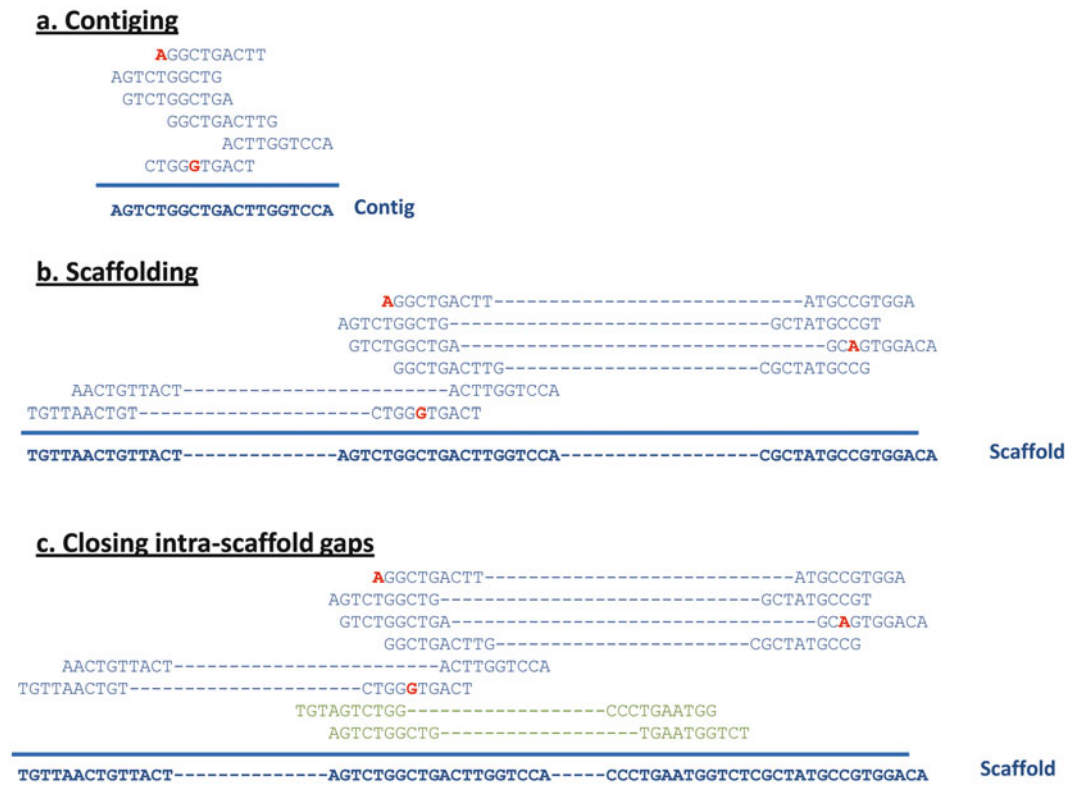 a. Contiging
AGGCTGACTT
AGTCTGGCTG
GTCTGGCTGA
GGCTGACTTG
ACTTGGTCCA
CTGGGTGACT
AGTCTGGCTGACTTGGTCCA Contig
b. Scaffolding
AGGCTGACTT----------------------------ATGCCGTGGA
AGTCTGGCTG-----------------------------GCTATGCCGT
GTCTGGCTGA---------------------------------GCAGTGGACA
GGCTGACTTG-----------------------CGCTATGCCG
AACTGTTACT------------------------ACTTGGTCCA
TGTTAACTGT---------------------CTGGGTGACT
TGTTAACTGTTACT--------------AGTCTGGCTGACTTGGTCCA------------------CGCTATGCCGTGGACA Scaffold
c. Closing intra-scaffold gaps
AGGCTGACTT----------------------------ATGCCGTGGA
AGTCTGGCTG-----------------------------GCTATGCCGT
GTCTGGCTGA---------------------------------GCAGTGGACA
GGCTGACTTG-----------------------CGCTATGCCG
AACTGTTACT------------------------ACTTGGTCCA
TGTTAACTGT---------------------CTGGGTGACT
TGTAGTCTGG------------------CCCTGAATGG
AGTCTGGCTG------------------TGAATGGTCT
TGTTAACTGTTACT--------------AGTCTGGCTGACTTGGTCCA-----CCCTGAATGGTCTCGCTATGCCGTGGACA Scaffold